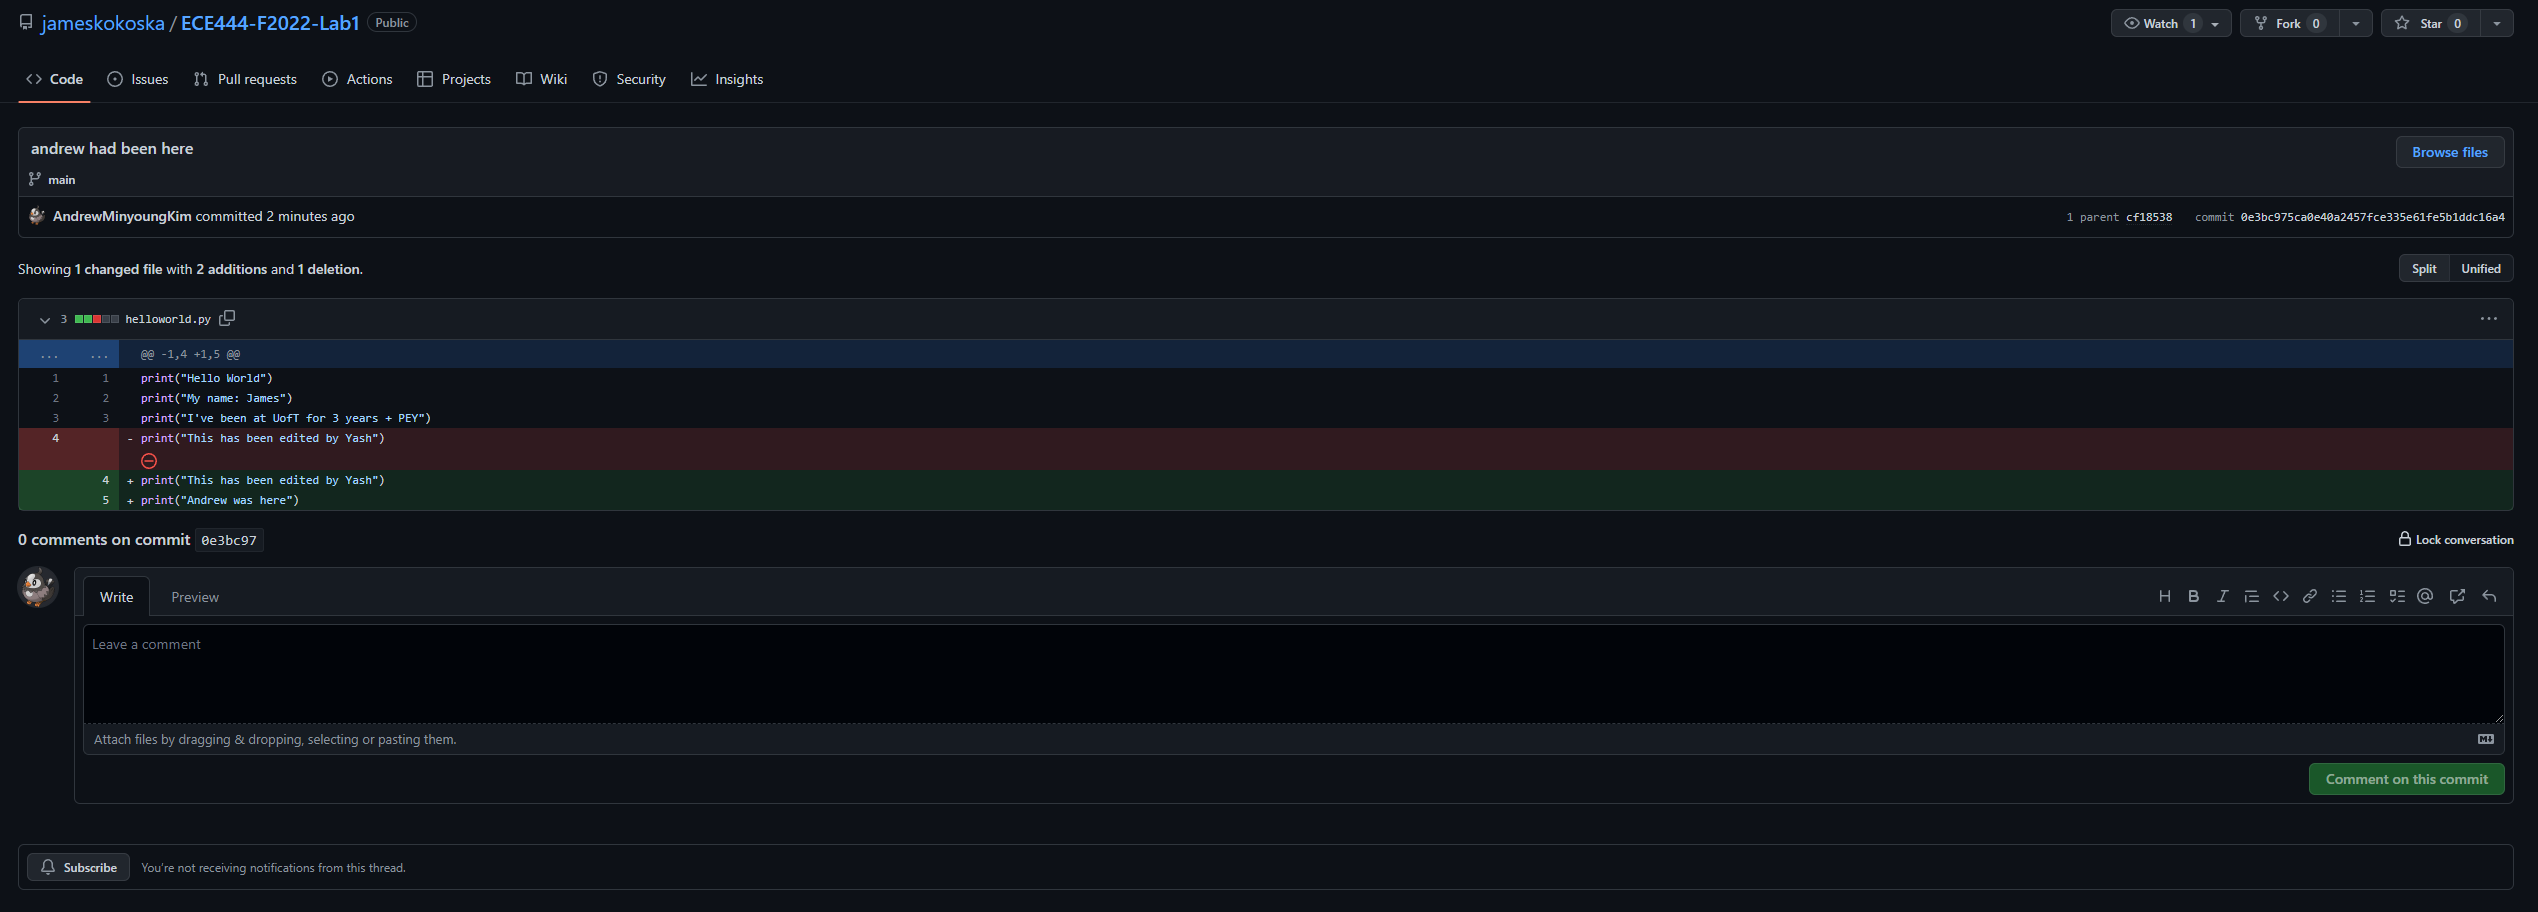 jameskokoska / ECE444-F2022-Lab1 Public Watch 1 Fork 0 Star 0
Code Issues Pull requests Actions Projects Wiki Security Insights
andrew had been here
Browse files
main
AndrewMinyoungKim committed 2 minutes ago 1 parent cf18538 commit 0e3bc975ca0e40a2457fce335e61fe5b1ddc16a4
Showing 1 changed file with 2 additions and 1 deletion. Split Unified
3 helloworld.py ...
... ... @@ -1,4 +1,5 @@
1 1 print("Hello World")
2 2 print("My name: James")
3 3 print("I've been at UofT for 3 years + PEY")
4 - print("This has been edited by Yash")
4 + print("This has been edited by Yash")
5 + print("Andrew was here")
0 comments on commit 0e3bc97 Lock conversation
Write Preview
Leave a comment
Attach files by dragging & dropping, selecting or pasting them.
Comment on this commit
Subscribe You're not receiving notifications from this thread.